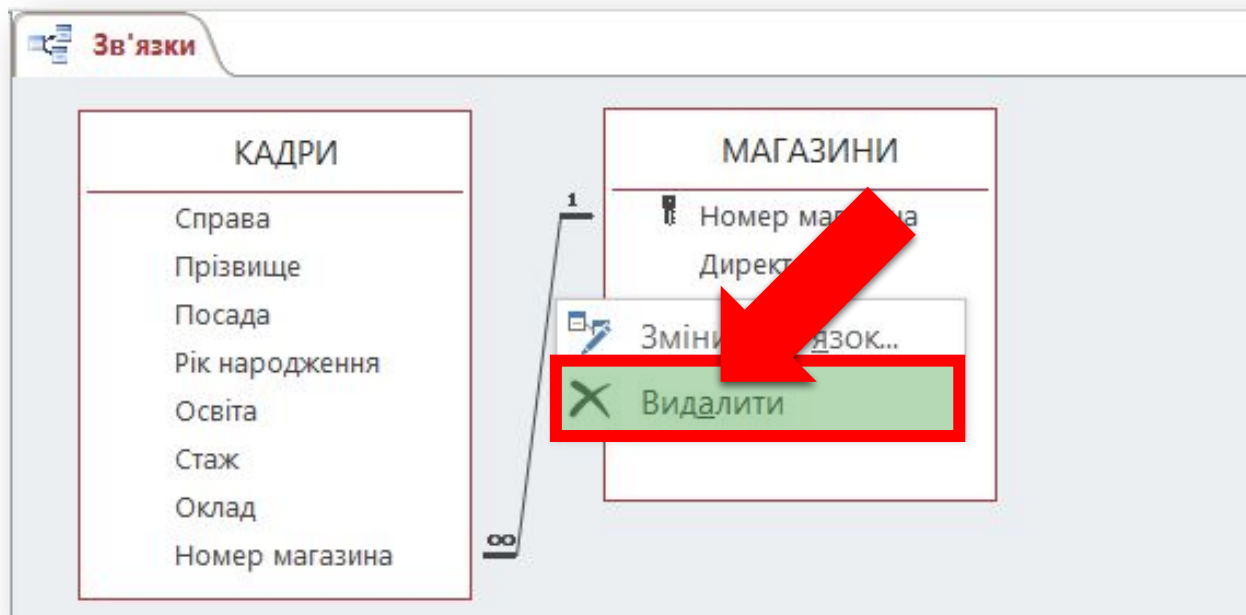 Зв'язки
КАДРИ
Справа
Прізвище
Посада
Рік народження
Освіта
Стаж
Оклад
Номер магазина
∞
1
МАГАЗИНИ
Номер
Видалити